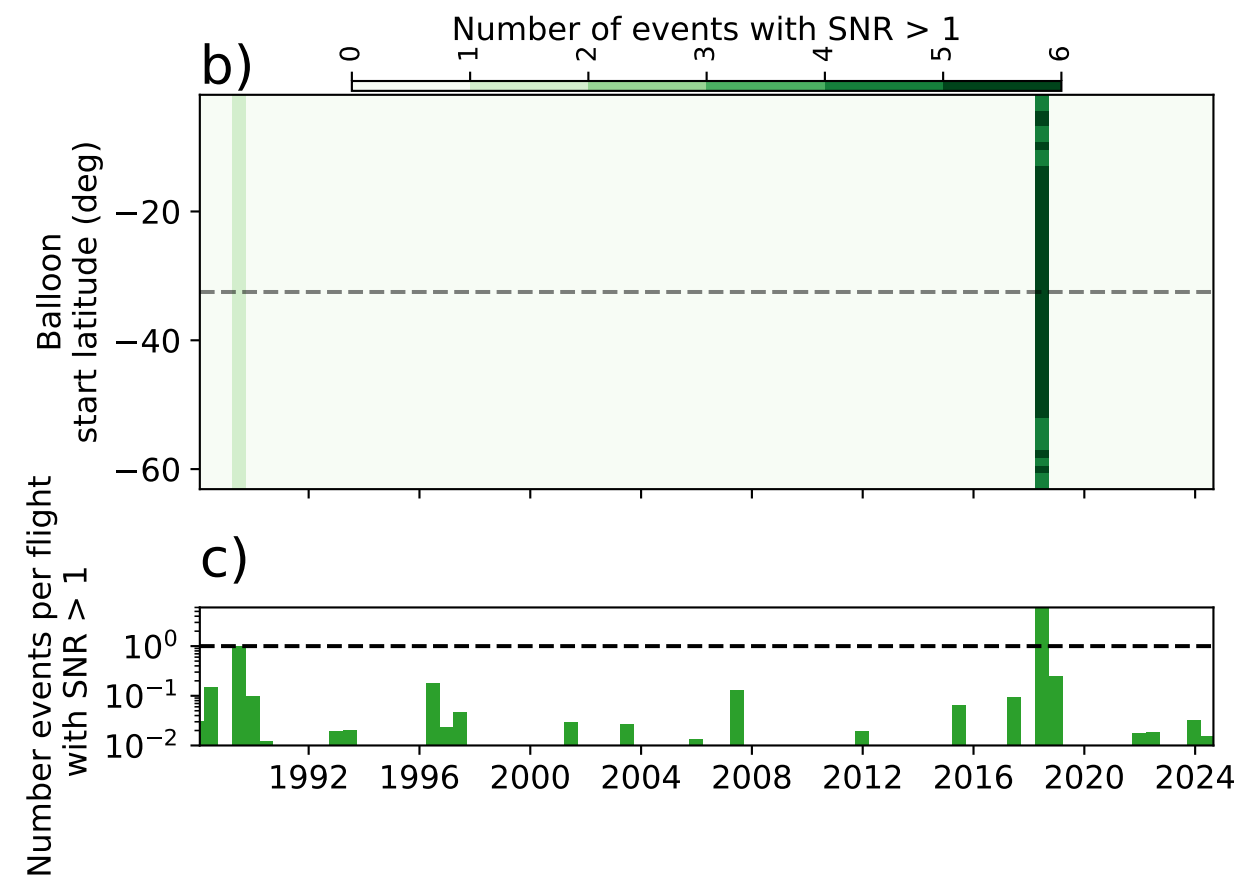 Number of events with SNR > 1
b)
0 1 2 3 4 5 6
Balloon
start latitude (deg)
−20
−40
−60
c)
Number events per flight
with SNR > 1
10⁰
10⁻¹
10⁻²
1992 1996 2000 2004 2008 2012 2016 2020 2024